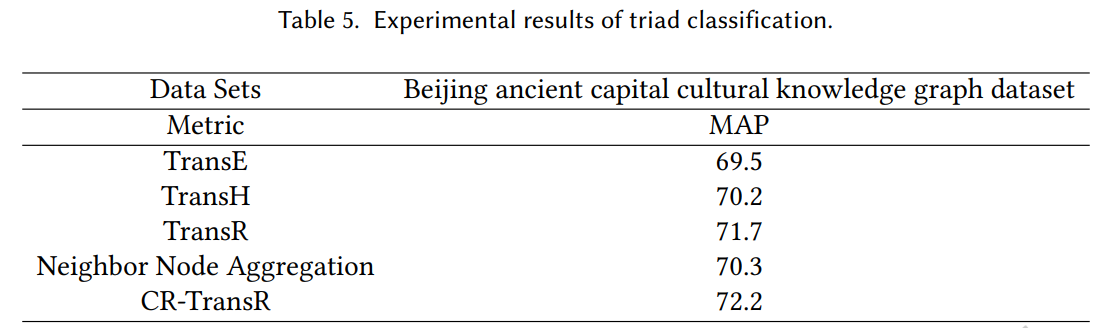 Table 5. Experimental results of triad classification.
Data Sets Beijing ancient capital cultural knowledge graph dataset
Metric MAP
TransE 69.5
TransH 70.2
TransR 71.7
Neighbor Node Aggregation 70.3
CR-TransR 72.2